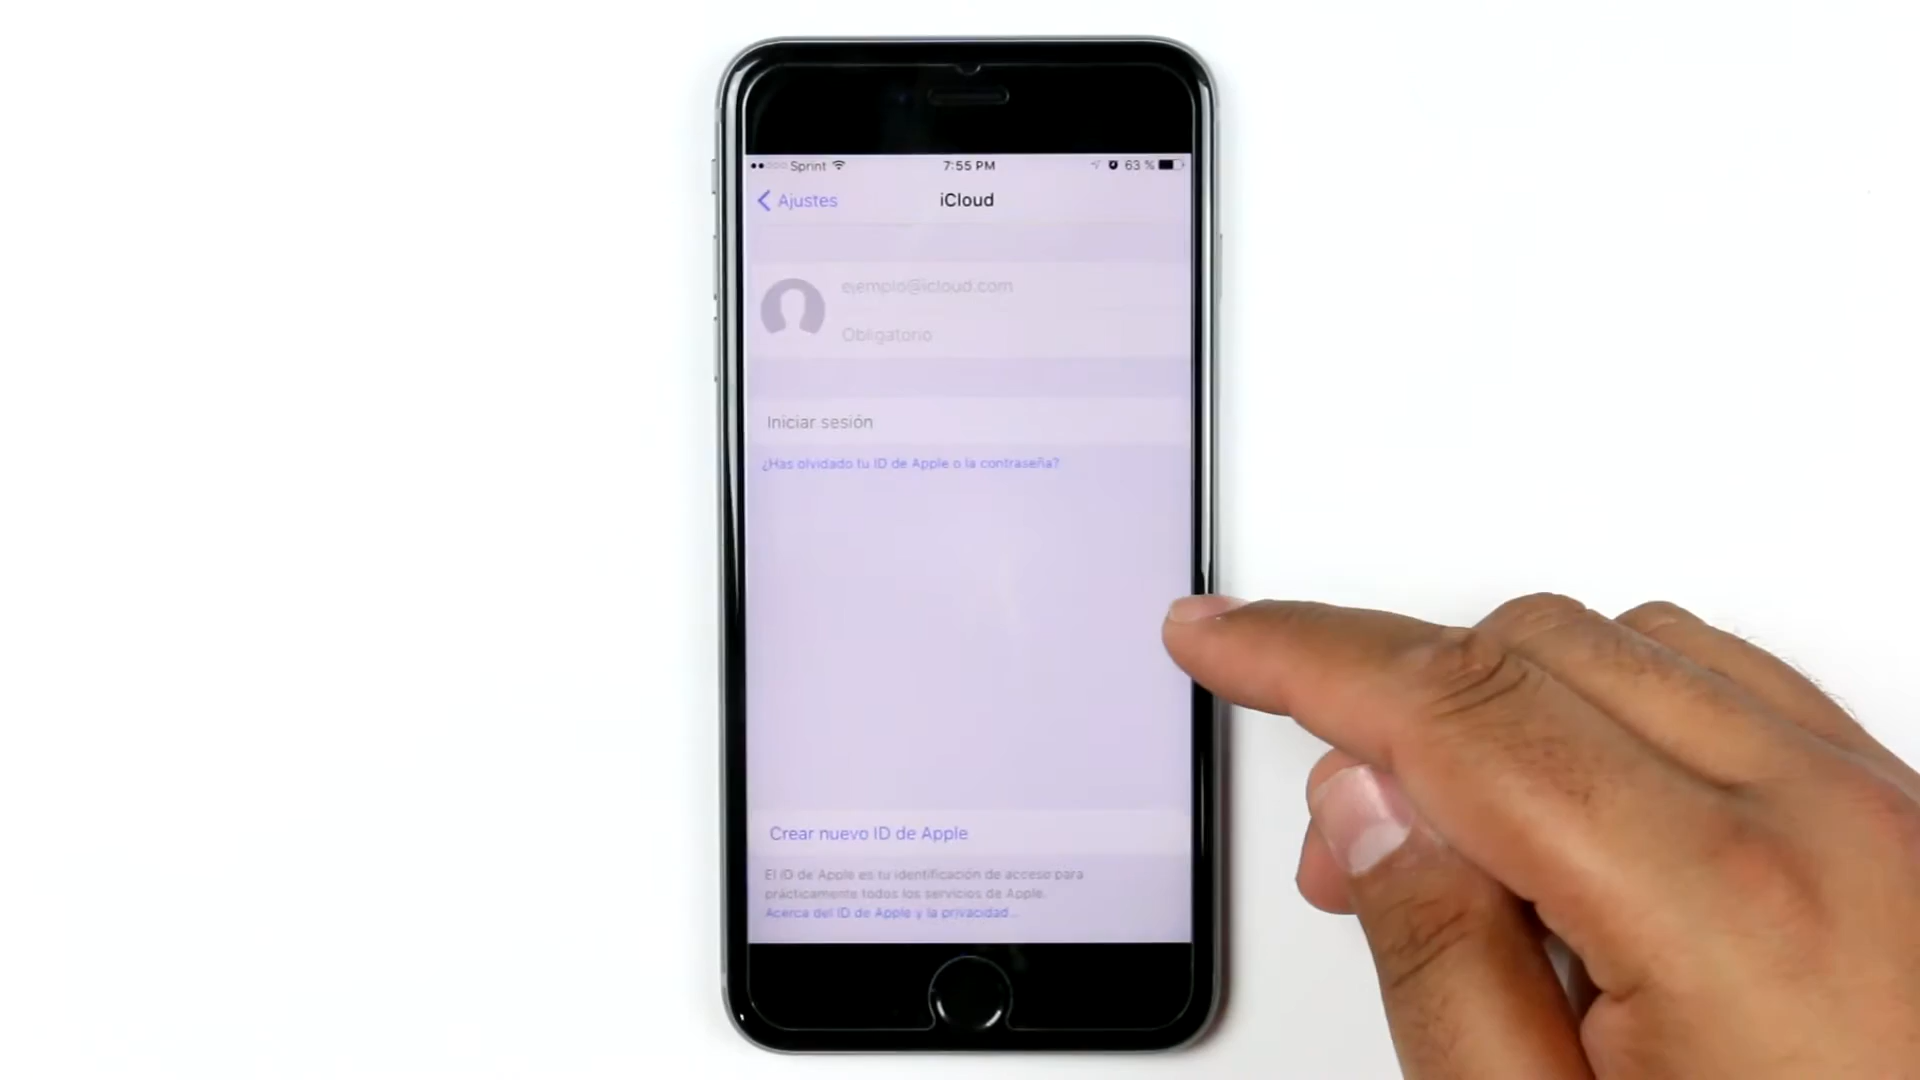 Sprint 7:55 PM 63 %
Ajustes iCloud
ejemplo@icloud.com
Obligatorio
Iniciar sesión
¿Has olvidado tu ID de Apple o la contraseña?
Crear nuevo ID de Apple
El ID de Apple es tu identificación de acceso para
prácticamente todos los servicios de Apple.
Acerca del ID de Apple y la privacidad...